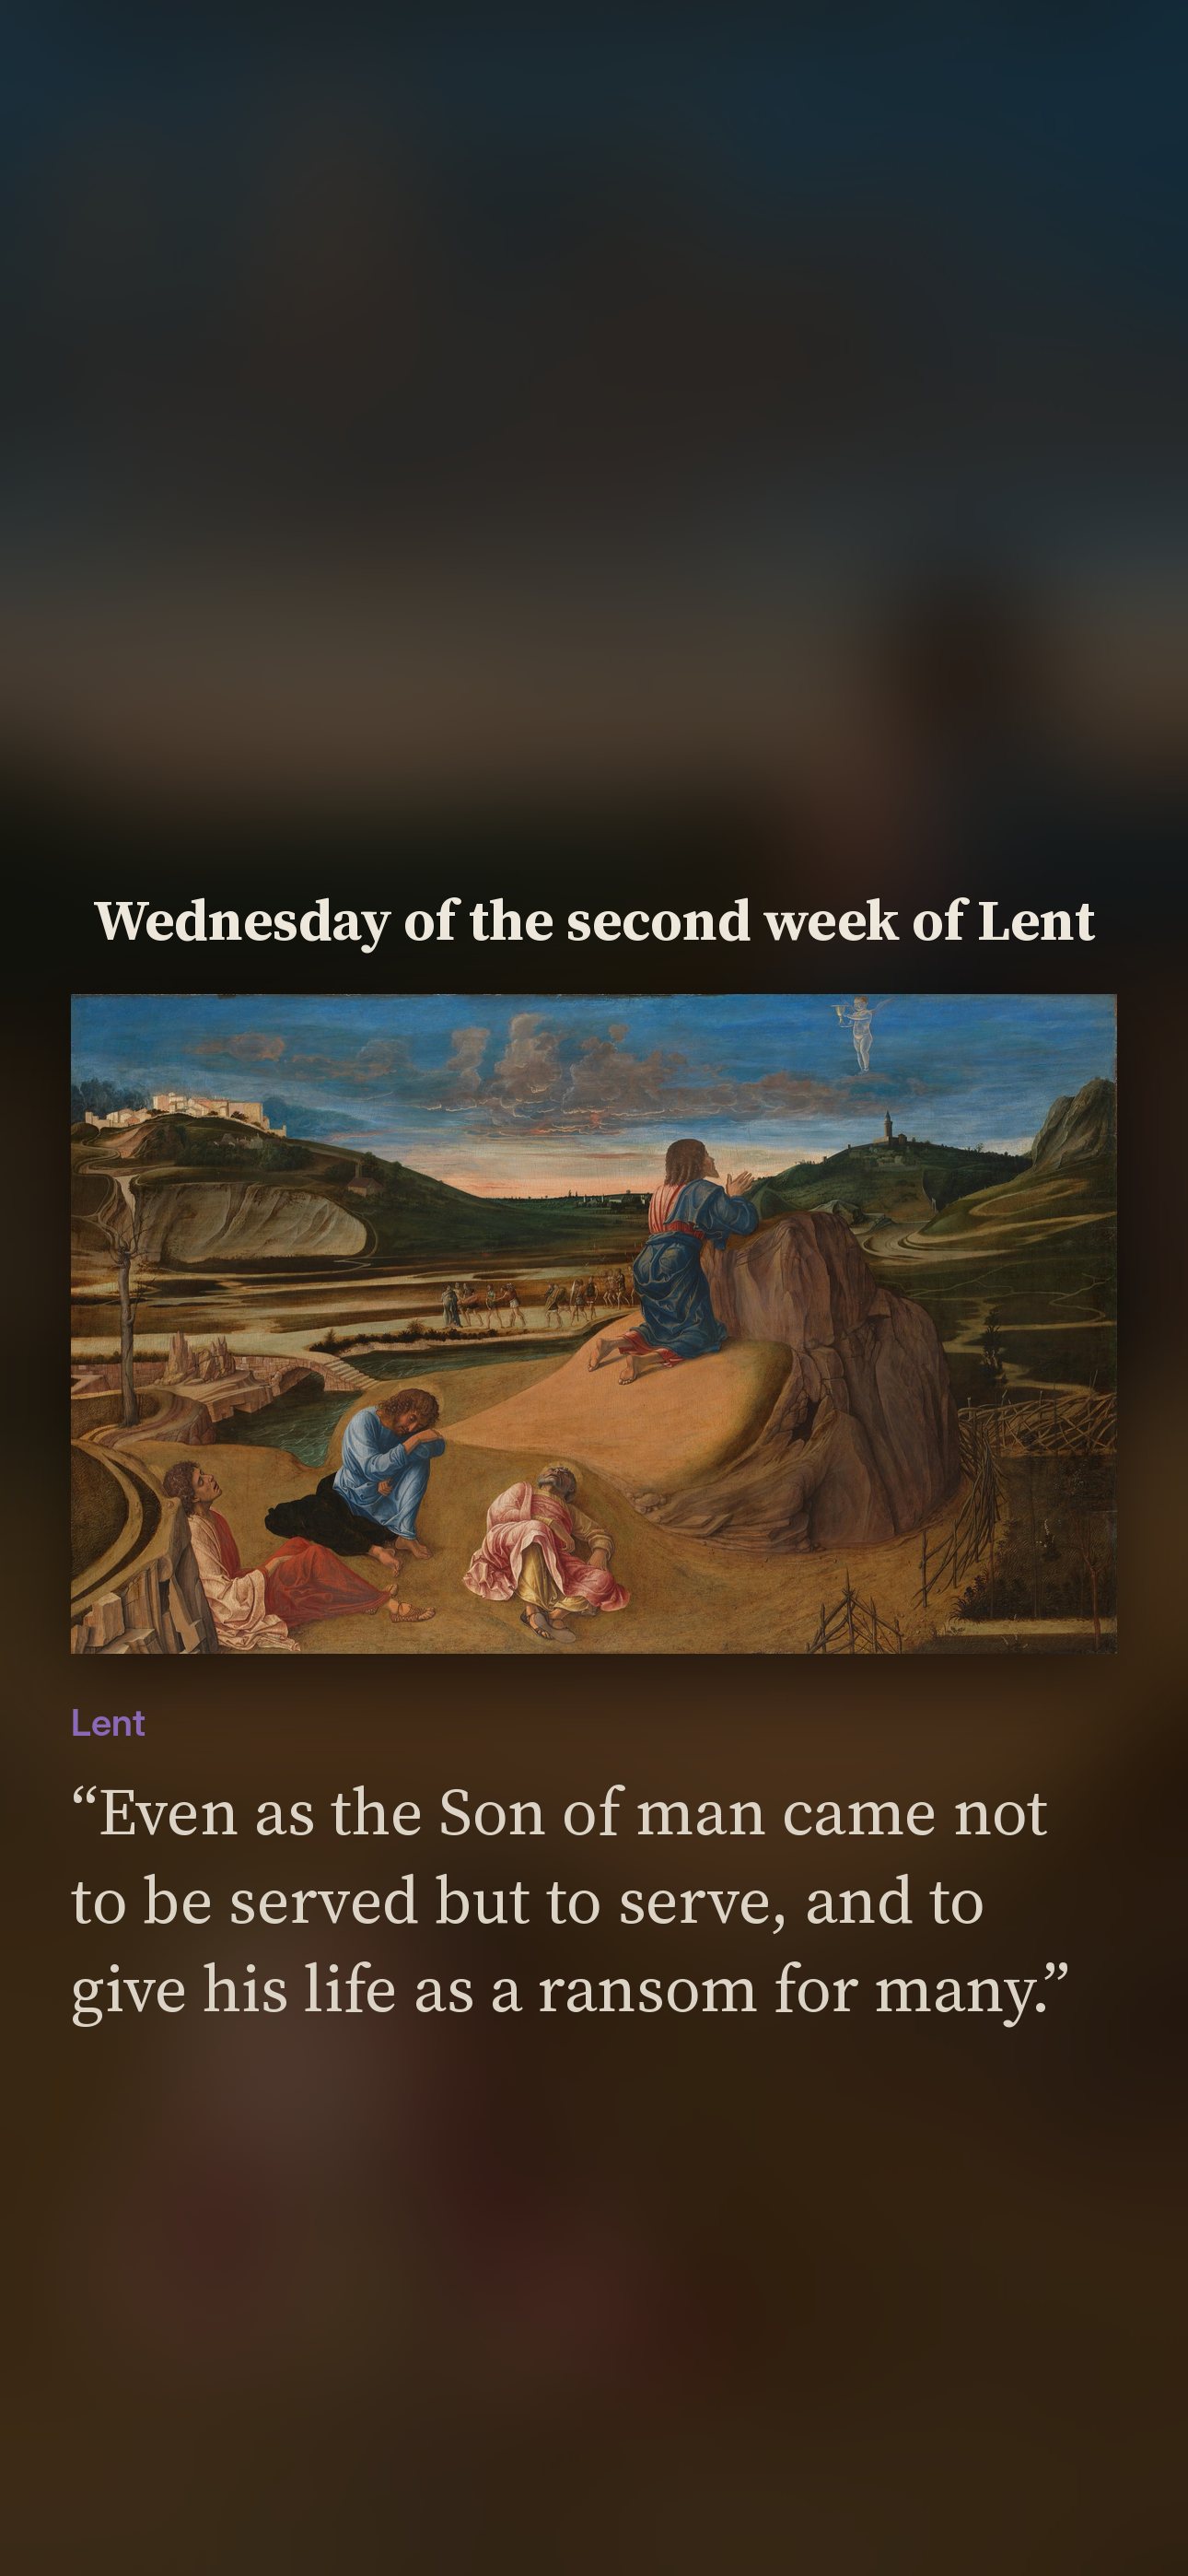 Wednesday of the second week of Lent
Lent
“Even as the Son of man came not
to be served but to serve, and to
give his life as a ransom for many.”